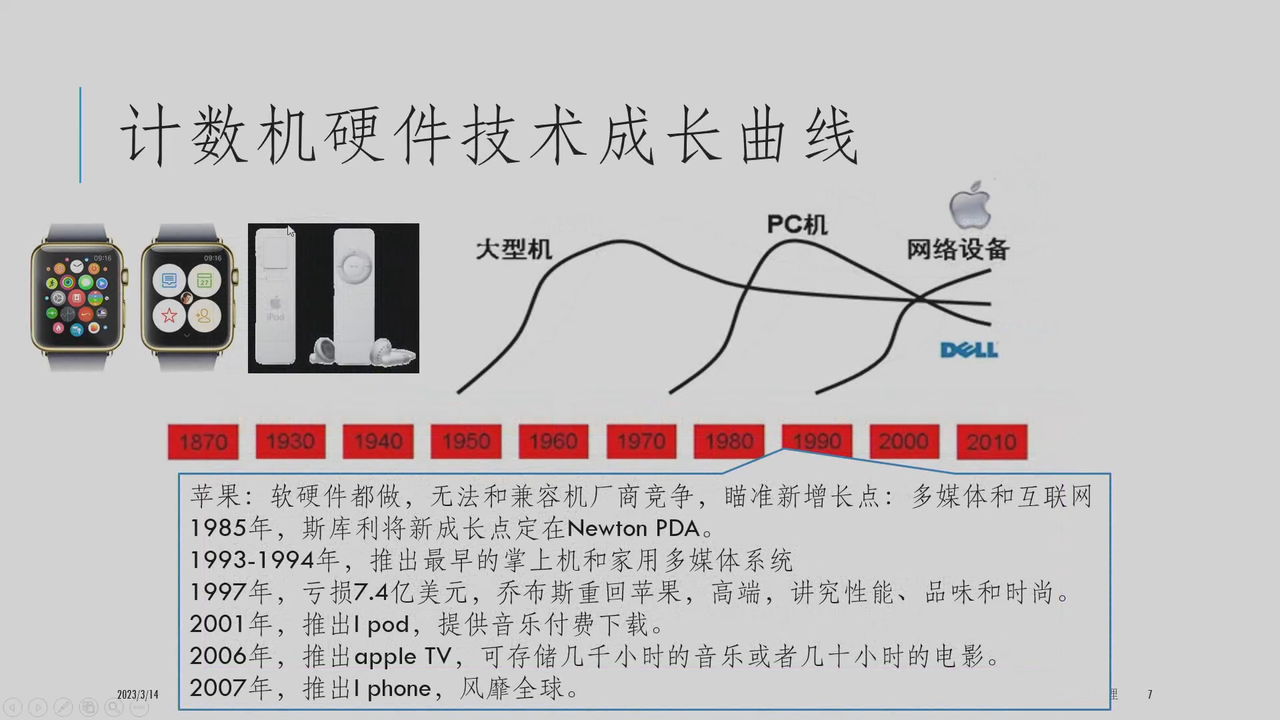 计数机硬件技术成长曲线
09:16
09:16
27
iPod
大型机
PC机
网络设备
DELL
1870 1930 1940 1950 1960 1970 1980 1990 2000 2010
苹果：软硬件都做，无法和兼容机厂商竞争，瞄准新增长点：多媒体和互联网
1985年，斯库利将新成长点定在Newton PDA。
1993-1994年，推出最早的掌上机和家用多媒体系统
1997年，亏损7.4亿美元，乔布斯重回苹果，高端，讲究性能、品味和时尚。
2001年，推出I pod，提供音乐付费下载。
2006年，推出apple TV，可存储几千小时的音乐或者几十小时的电影。
2007年，推出I phone，风靡全球。
2023/3/14
理
7